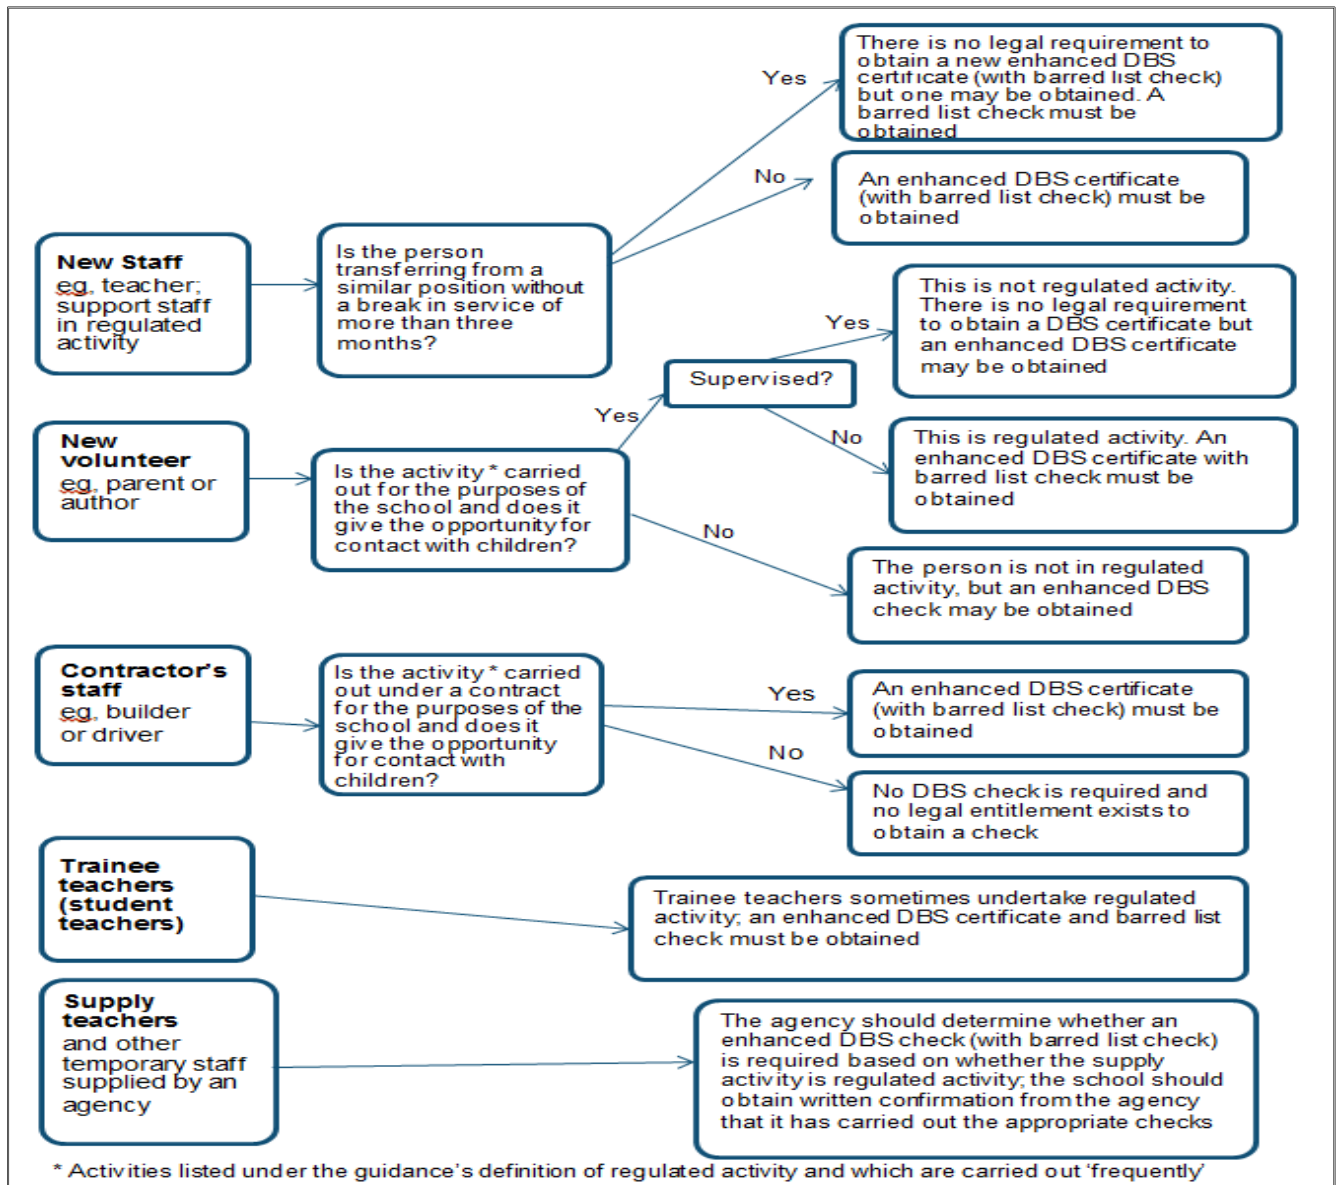 There is no legal requirement to
obtain a new enhanced DBS
certificate (with barred list check)
but one may be obtained. A
barred list check must be
obtained
Yes
No
An enhanced DBS certificate
(with barred list check) must be
obtained
New Staff
eg, teacher;
support staff
in regulated
activity
Is the person
transferring from a
similar position without
a break in service of
more than three
months?
This is not regulated activity.
There is no legal requirement
to obtain a DBS certificate but
an enhanced DBS certificate
may be obtained
Yes
Supervised?
Yes
No
This is regulated activity. An
enhanced DBS certificate with
barred list check must be
obtained
New
volunteer
eg, parent or
author
Is the activity * carried
out for the purposes of
the school and does it
give the opportunity for
contact with children?
No
The person is not in regulated
activity, but an enhanced DBS
check may be obtained
Contractor's
staff
eg, builder
or driver
Is the activity * carried
out under a contract
for the purposes of the
school and does it
give the opportunity
for contact with
children?
Yes
An enhanced DBS certificate
(with barred list check) must be
obtained
No
No DBS check is required and
no legal entitlement exists to
obtain a check
Trainee
teachers
(student
teachers)
Trainee teachers sometimes undertake regulated
activity; an enhanced DBS certificate and barred list
check must be obtained
Supply
teachers
and other
temporary staff
supplied by an
agency
The agency should determine whether an
enhanced DBS check (with barred list check)
is required based on whether the supply
activity is regulated activity; the school should
obtain written confirmation from the agency
that it has carried out the appropriate checks
* Activities listed under the guidance's definition of regulated activity and which are carried out 'frequently'